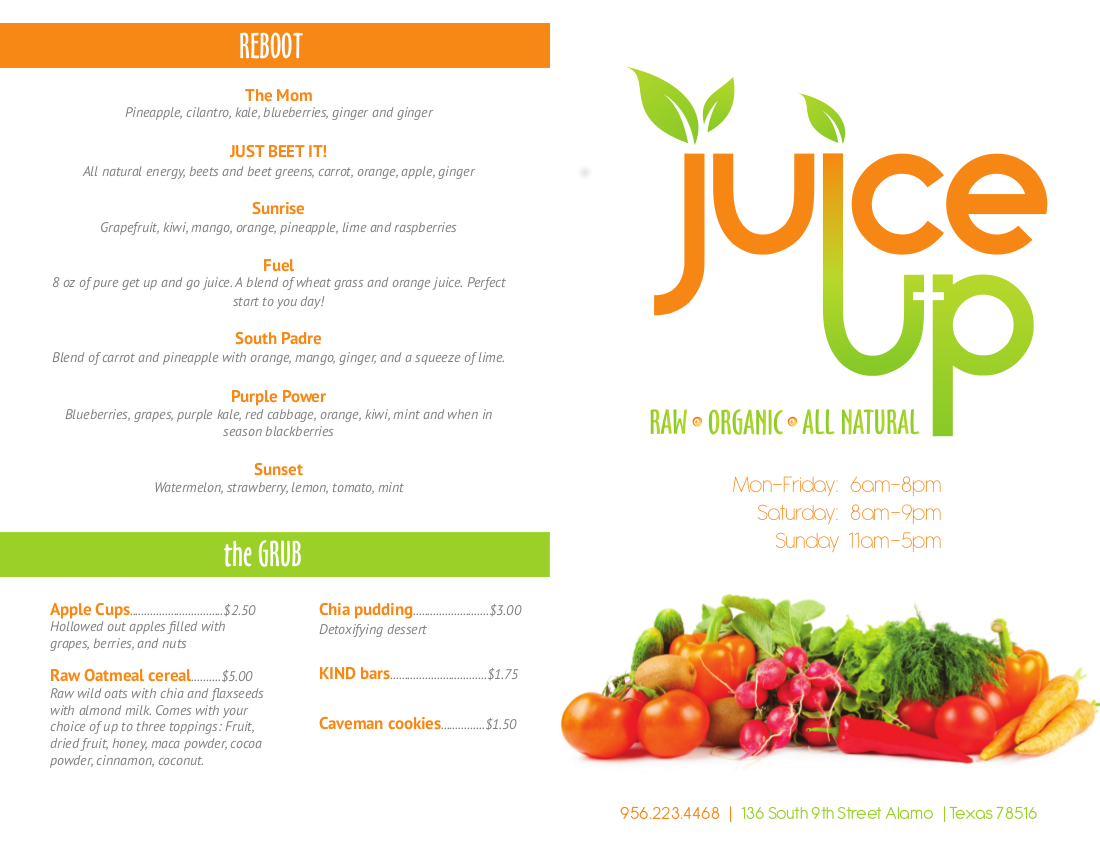 REBOOT
The Mom
Pineapple, cilantro, kale, blueberries, ginger and ginger
JUST BEET IT!
All natural energy, beets and beet greens, carrot, orange, apple, ginger
Sunrise
Grapefruit, kiwi, mango, orange, pineapple, lime and raspberries
Fuel
8 oz of pure get up and go juice. A blend of wheat grass and orange juice. Perfect
start to you day!
South Padre
Blend of carrot and pineapple with orange, mango, ginger, and a squeeze of lime.
Purple Power
Blueberries, grapes, purple kale, red cabbage, orange, kiwi, mint and when in
season blackberries
Sunset
Watermelon, strawberry, lemon, tomato, mint
the GRUB
Apple Cups................................$2.50
Hollowed out apples filled with
grapes, berries, and nuts
Raw Oatmeal cereal..........$5.00
Raw wild oats with chia and flaxseeds
with almond milk. Comes with your
choice of up to three toppings: Fruit,
dried fruit, honey, maca powder, cocoa
powder, cinnamon, coconut.
Chia pudding..........................$3.00
Detoxifying dessert
KIND bars.................................$1.75
Caveman cookies...............$1.50
juice
up
RAW • ORGANIC • ALL NATURAL
Mon-Friday: 6am-8pm
Saturday: 8am-9pm
Sunday 11am-5pm
956.223.4468 | 136 South 9th Street Alamo | Texas 78516